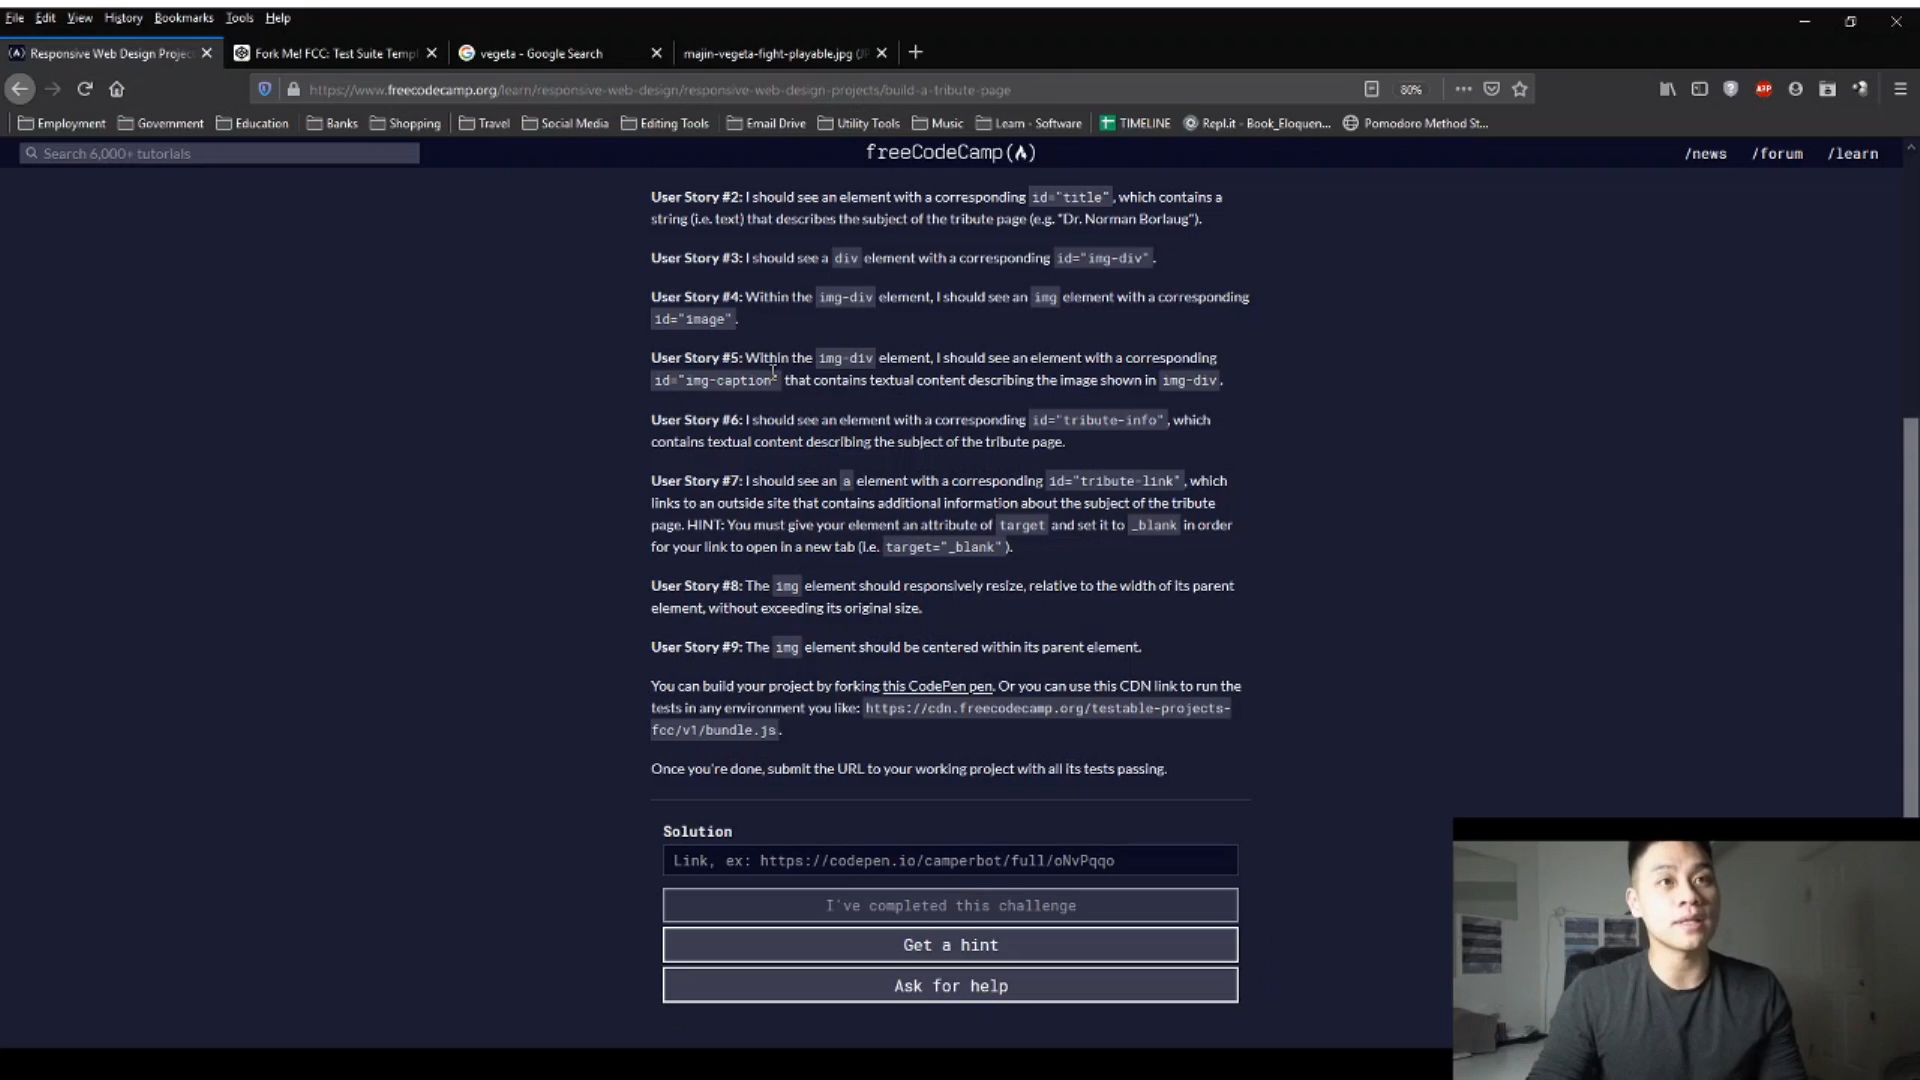 File Edit View History Bookmarks Tools Help
Responsive Web Design Projec
Fork Me! FCC: Test Suite Templ
vegeta - Google Search
majin-vegeta-fight-playable.jpg (J
https://www.freecodecamp.org/learn/responsive-web-design/responsive-web-design-projects/build-a-tribute-page
80%
ABP
Employment Government Education Banks Shopping Travel Social Media Editing Tools Email Drive Utility Tools Music Learn - Software TIMELINE Repl.it - Book_Eloquen... Pomodoro Method St...
Search 6,000+ tutorials
freeCodeCamp
/news /forum /learn
User Story #2: I should see an element with a corresponding id="title", which contains a
string (i.e. text) that describes the subject of the tribute page (e.g. "Dr. Norman Borlaug").
User Story #3: I should see a div element with a corresponding id="img-div".
User Story #4: Within the img-div element, I should see an img element with a corresponding
id="image".
User Story #5: Within the img-div element, I should see an element with a corresponding
id="img-caption" that contains textual content describing the image shown in img-div.
User Story #6: I should see an element with a corresponding id="tribute-info", which
contains textual content describing the subject of the tribute page.
User Story #7: I should see an a element with a corresponding id="tribute-link", which
links to an outside site that contains additional information about the subject of the tribute
page. HINT: You must give your element an attribute of target and set it to _blank in order
for your link to open in a new tab (i.e. target="_blank").
User Story #8: The img element should responsively resize, relative to the width of its parent
element, without exceeding its original size.
User Story #9: The img element should be centered within its parent element.
You can build your project by forking this CodePen pen. Or you can use this CDN link to run the
tests in any environment you like: https://cdn.freecodecamp.org/testable-projects-
fcc/v1/bundle.js.
Once you're done, submit the URL to your working project with all its tests passing.
Solution
Link, ex: https://codepen.io/camperbot/full/oNvPqqo
I've completed this challenge
Get a hint
Ask for help